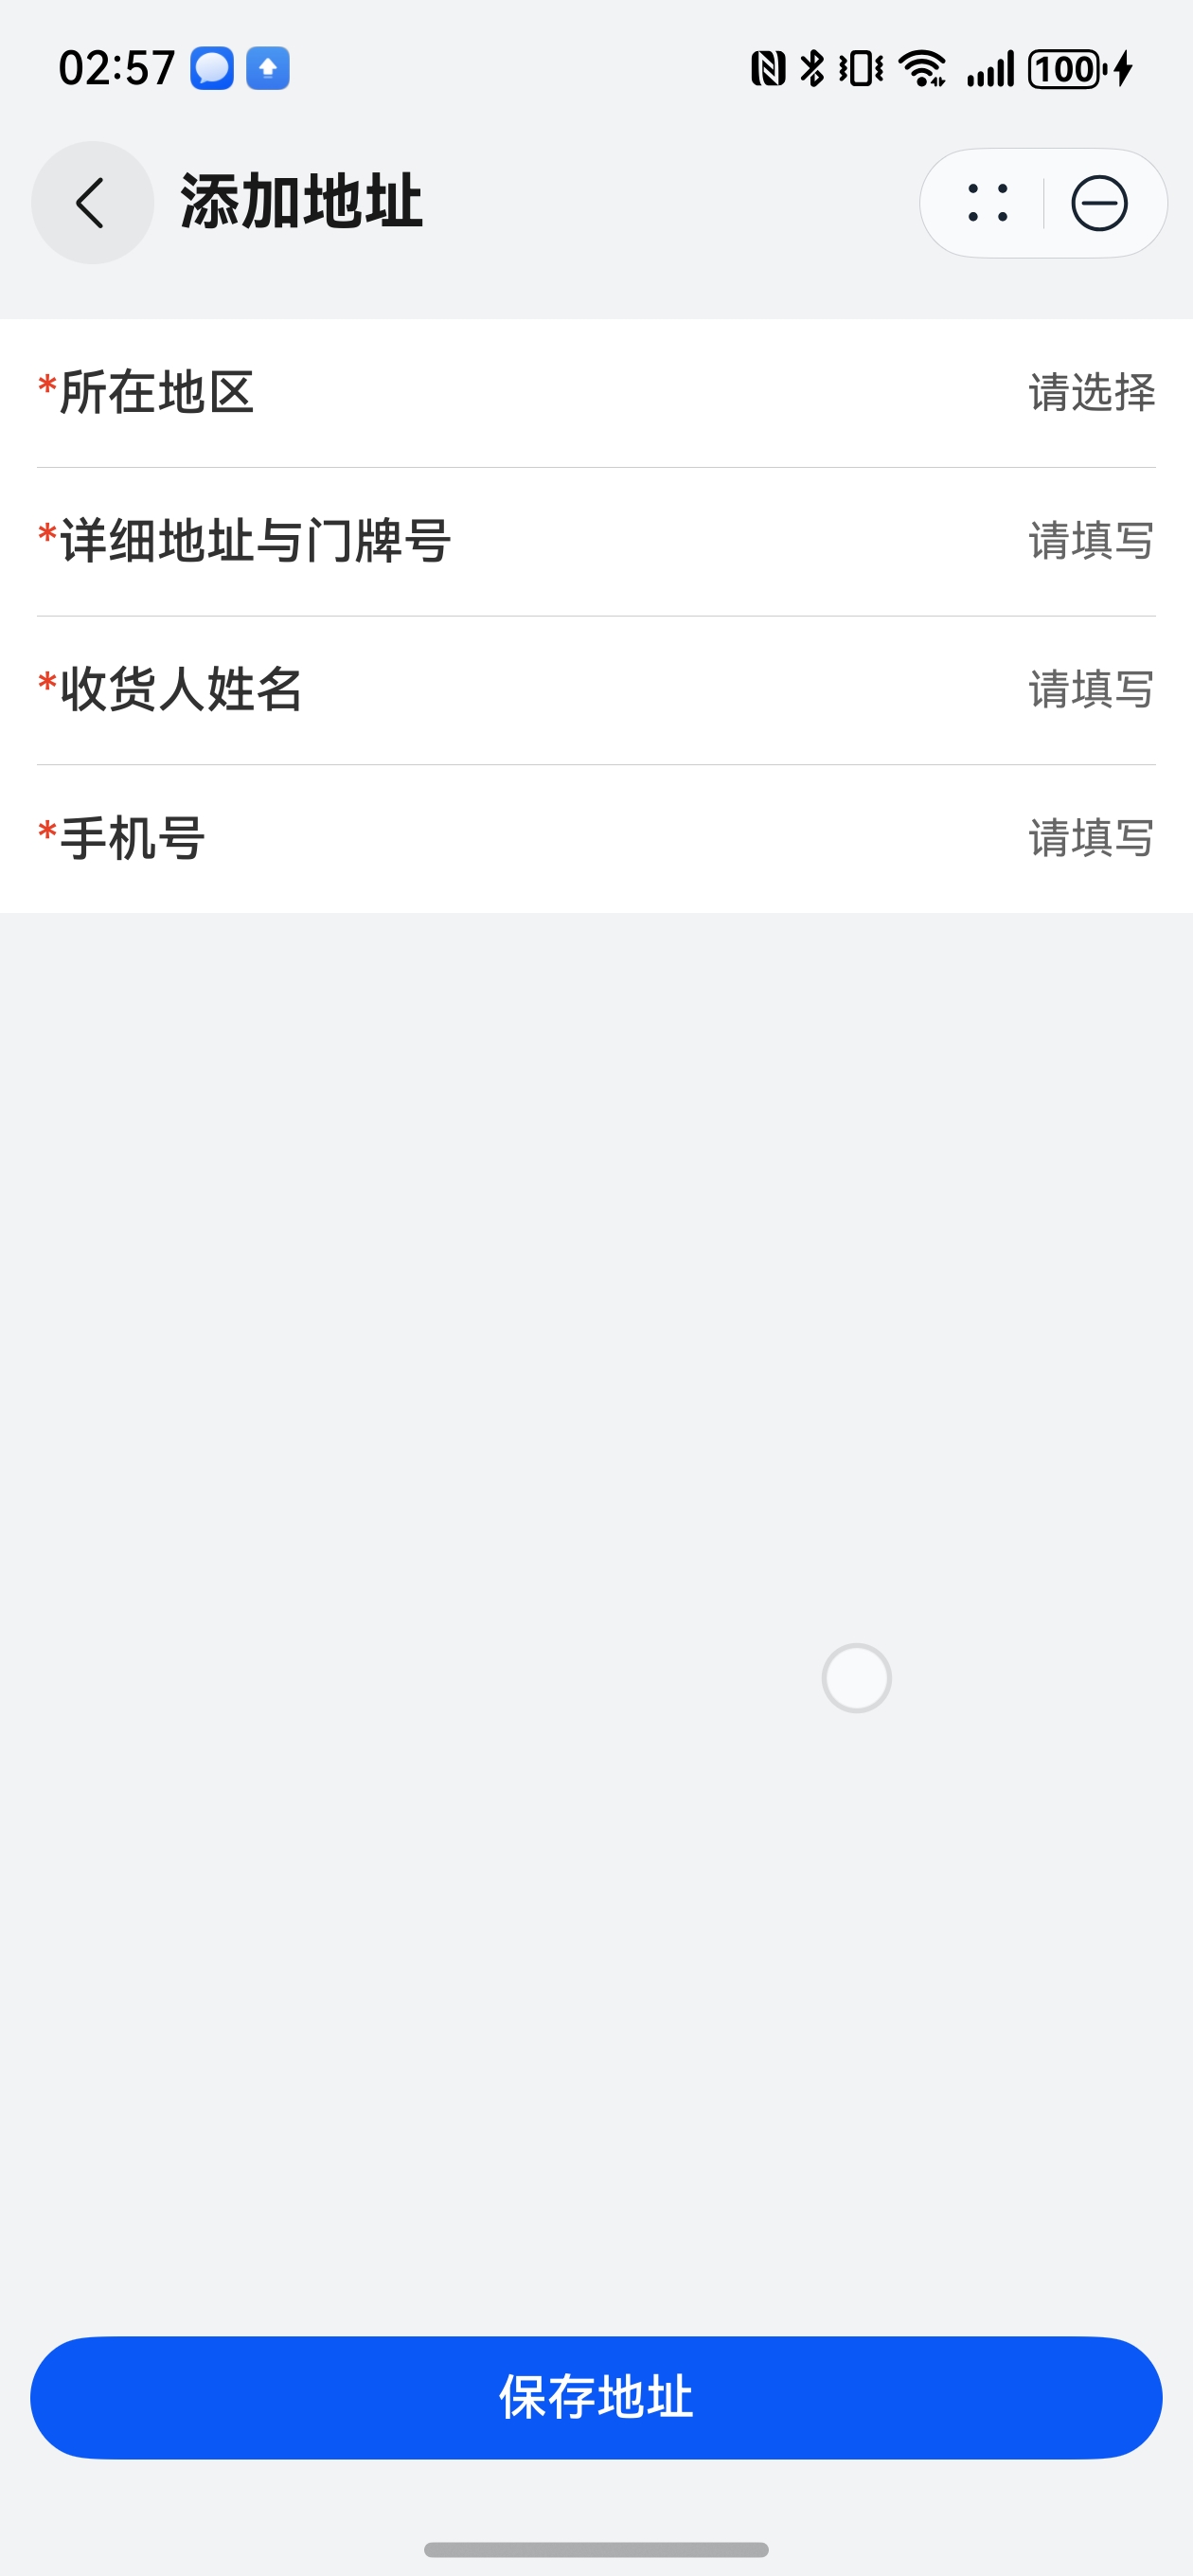 02:57 100
添加地址
*所在地区 请选择
*详细地址与门牌号 请填写
*收货人姓名 请填写
*手机号 请填写
保存地址